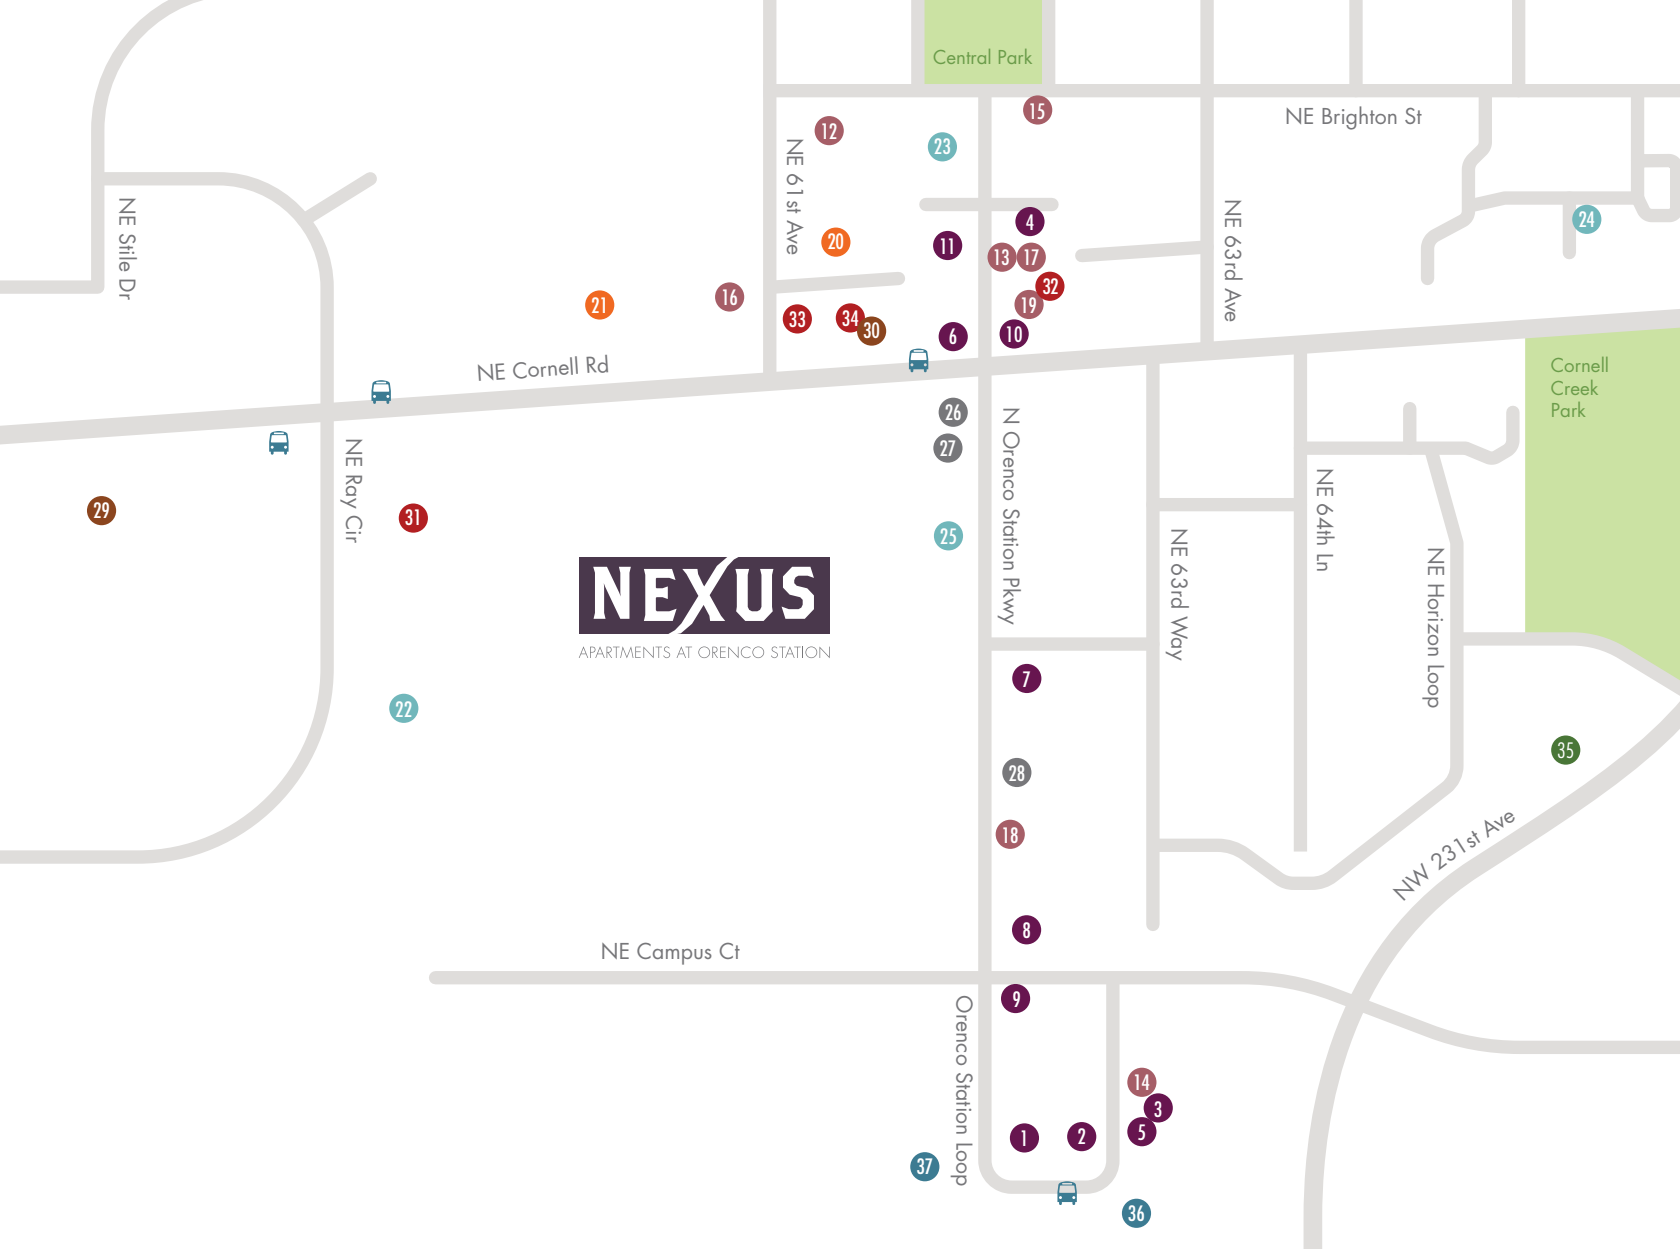 Central Park
15
NE Brighton St
12
23
NE 61st Ave
NE Stile Dr
NE 63rd Ave
24
4
20
11
13
17
32
21
16
19
33
34
30
6
10
NE Cornell Rd
Cornell
Creek
Park
26
27
N Orenco Station Pkwy
NE Ray Cir
NE 64th Ln
29
31
25
NE 63rd Way
NE Horizon Loop
NEXUS
APARTMENTS AT ORENCO STATION
7
22
35
28
18
NW 231st Ave
8
NE Campus Ct
9
Orenco Station Loop
14
3
5
1
2
37
36